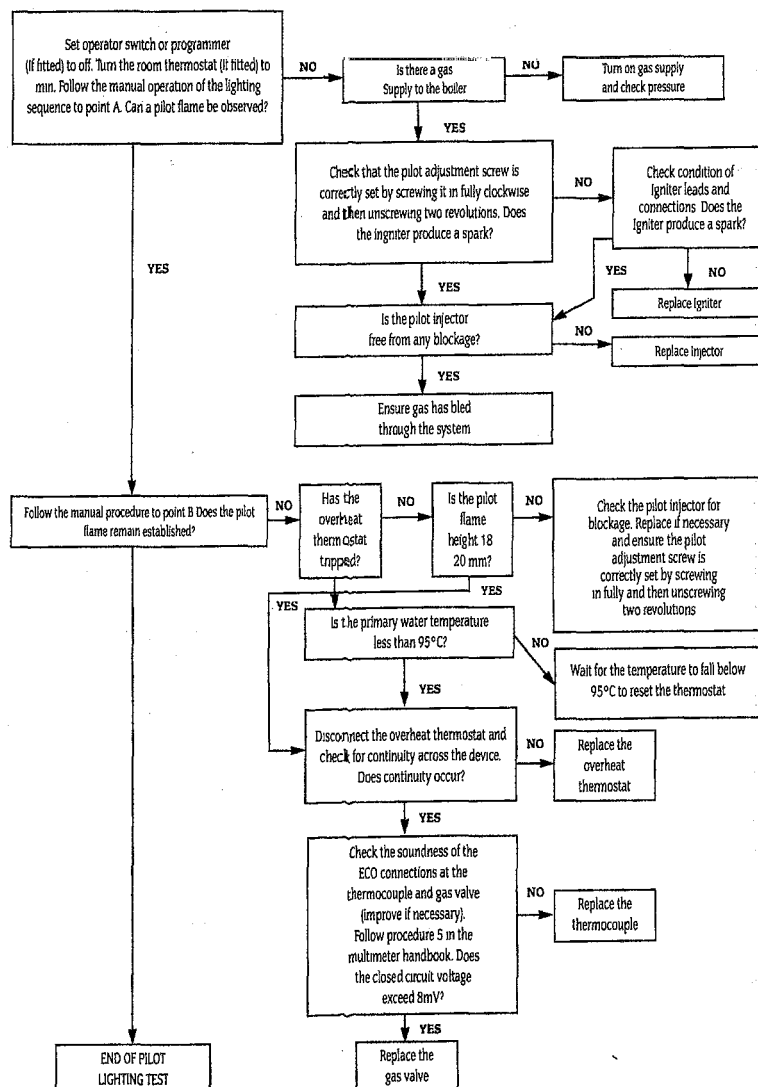 Set operator switch or programmer
(If fitted) to off. Turn the room thermostat (If fitted) to
min. Follow the manual operation of the lighting
sequence to point A. Can a pilot flame be observed?
NO
Is there a gas
Supply to the boiler
NO
Turn on gas supply
and check pressure
YES
Check that the pilot adjustment screw is
correctly set by screwing it in fully clockwise
and then unscrewing two revolutions. Does
the ingniter produce a spark?
NO
Check condition of
Igniter leads and
connections Does the
Igniter produce a spark?
YES
YES
YES
NO
Replace Igniter
Is the pilot injector
free from any blockage?
NO
Replace Injector
YES
Ensure gas has bled
through the system
Follow the manual procedure to point B Does the pilot
flame remain established?
NO
Has the
overheat
thermostat
tripped?
NO
Is the pilot
flame
height 18
20 mm?
NO
Check the pilot injector for
blockage. Replace if necessary
and ensure the pilot
adjustment screw is
correctly set by screwing
in fully and then unscrewing
two revolutions
YES
YES
Is the primary water temperature
less than 95°C?
NO
Wait for the temperature to fall below
95°C to reset the thermostat
YES
Disconnect the overheat thermostat and
check for continuity across the device.
Does continuity occur?
NO
Replace the
overheat
thermostat
YES
Check the soundness of the
ECO connections at the
thermocouple and gas valve
(improve if necessary).
Follow procedure 5 in the
multimeter handbook. Does
the closed circuit voltage
exceed 8mV?
NO
Replace the
thermocouple
YES
END OF PILOT
LIGHTING TEST
Replace the
gas valve